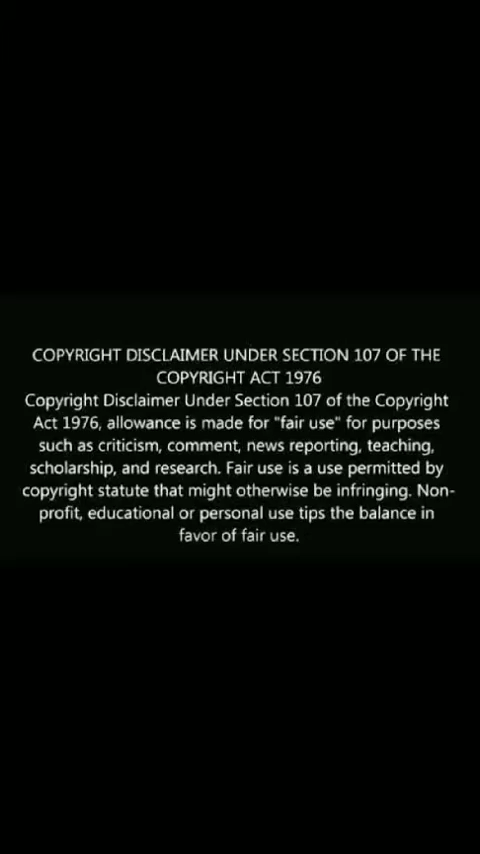 COPYRIGHT DISCLAIMER UNDER SECTION 107 OF THE
COPYRIGHT ACT 1976
Copyright Disclaimer Under Section 107 of the Copyright
Act 1976, allowance is made for "fair use" for purposes
such as criticism, comment, news reporting, teaching,
scholarship, and research. Fair use is a use permitted by
copyright statute that might otherwise be infringing. Non-
profit, educational or personal use tips the balance in
favor of fair use.